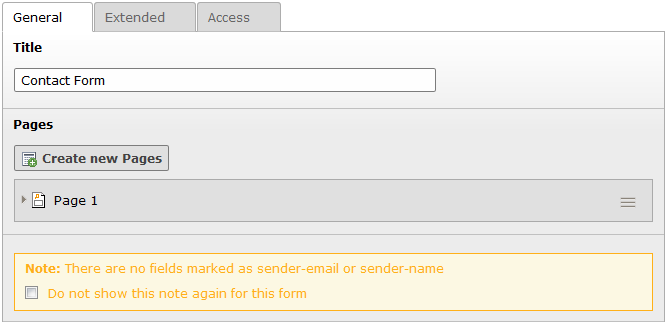 General Extended Access
Title
Contact Form
Pages
Create new Pages
Page 1
Note: There are no fields marked as sender-email or sender-name
Do not show this note again for this form